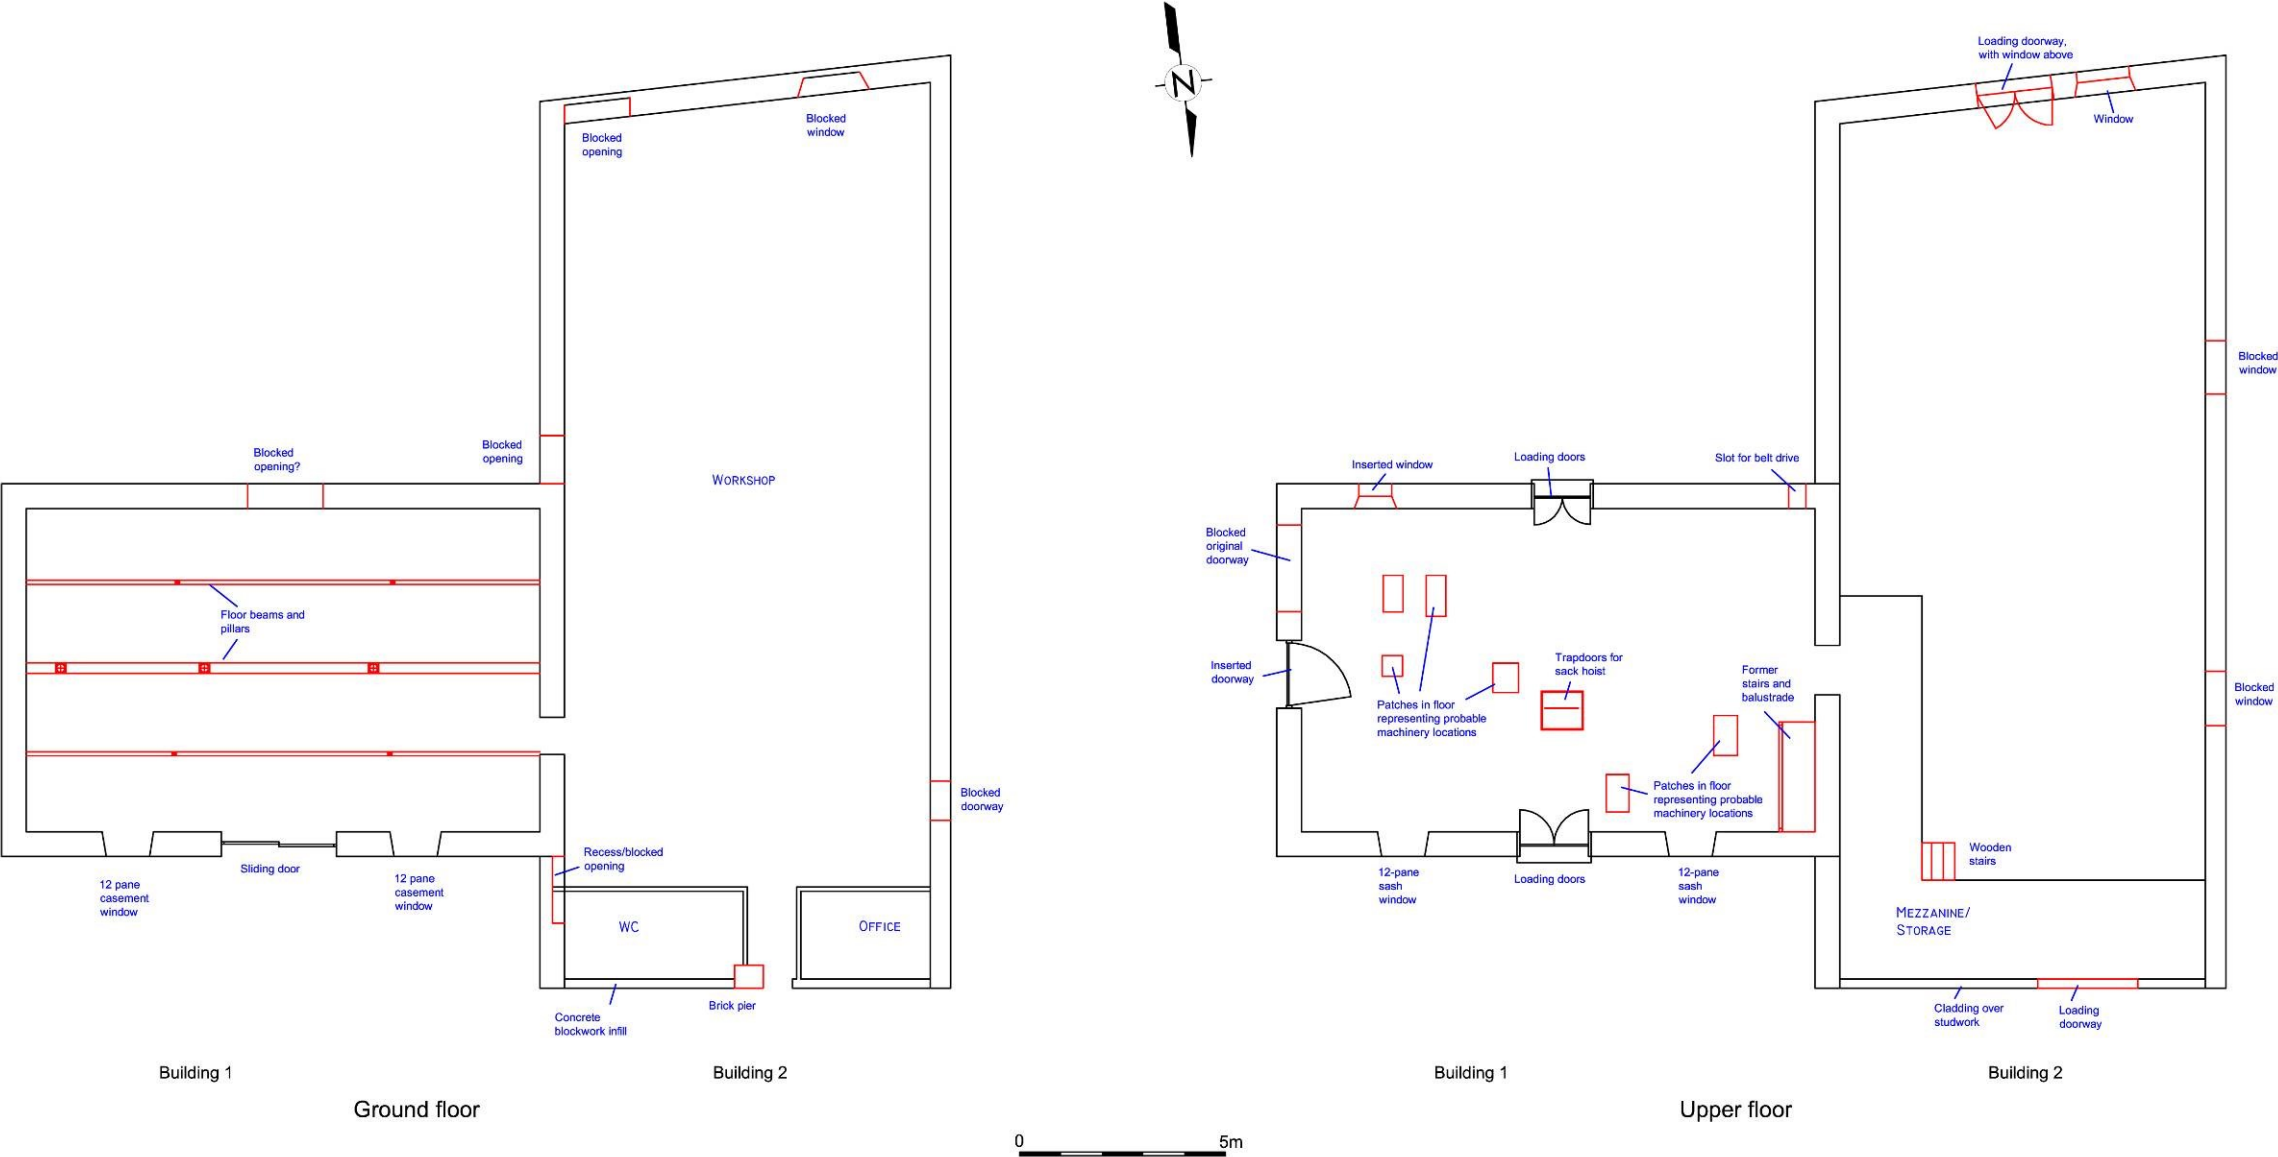 Loading doorway,
with window above
Window
N
Blocked
opening
Blocked
window
Blocked
opening?
Blocked
opening
WORKSHOP
Floor beams and
pillars
Blocked
doorway
Recess/blocked
opening
Sliding door
12 pane
casement
window
12 pane
casement
window
WC
OFFICE
Brick pier
Concrete
blockwork infill
Building 1
Building 2
Ground floor
Blocked
window
Inserted window
Loading doors
Slot for belt drive
Blocked
original
doorway
Inserted
doorway
Trapdoors for
sack hoist
Former
stairs and
balustrade
Blocked
window
Patches in floor
representing probable
machinery locations
Patches in floor
representing probable
machinery locations
Wooden
stairs
12-pane
sash
window
Loading doors
12-pane
sash
window
MEZZANINE/
STORAGE
Cladding over
studwork
Loading
doorway
Building 1
Building 2
Upper floor
0 5m